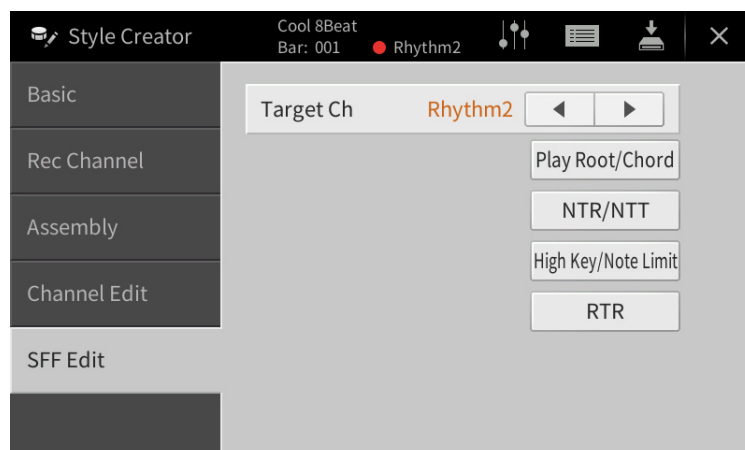 Style Creator
Cool 8Beat
Bar: 001
Rhythm2
Basic
Rec Channel
Assembly
Channel Edit
SFF Edit
Target Ch Rhythm2
Play Root/Chord
NTR/NTT
High Key/Note Limit
RTR